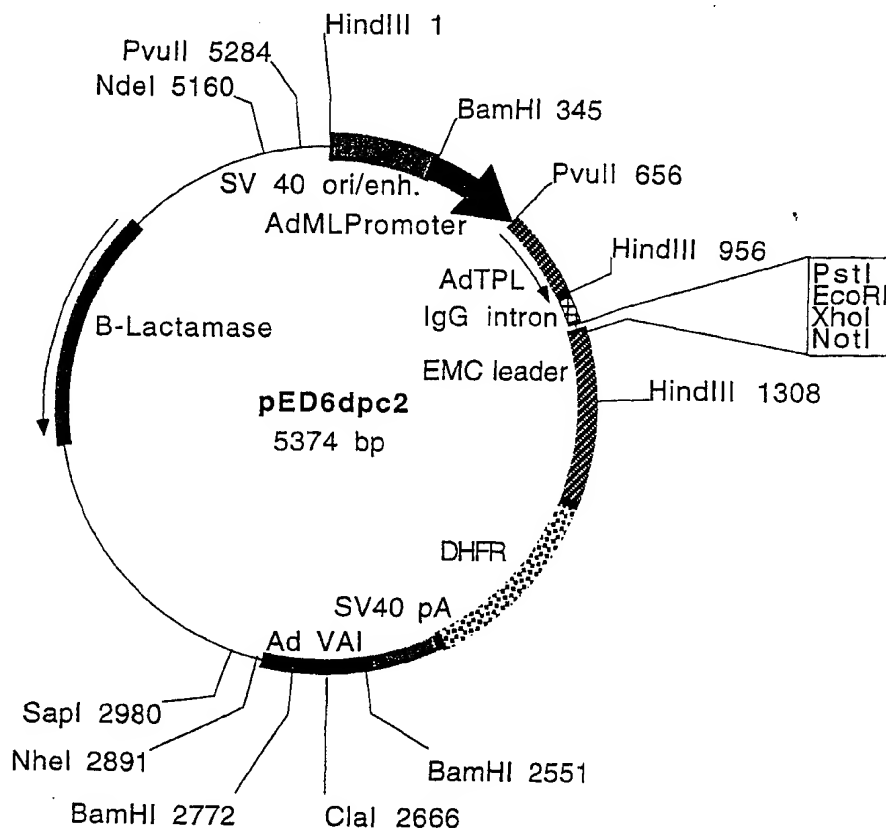 HindIII 1
PvuII 5284
NdeI 5160
BamHI 345
SV 40 ori/enh.
PvuII 656
AdMLPromoter
HindIII 956
PstI
EcoRI
XhoI
NotI
AdTPL
IgG intron
B-Lactamase
EMC leader
HindIII 1308
pED6dpc2
5374 bp
DHFR
SV40 pA
Ad VAI
SapI 2980
NheI 2891
BamHI 2551
BamHI 2772
ClaI 2666